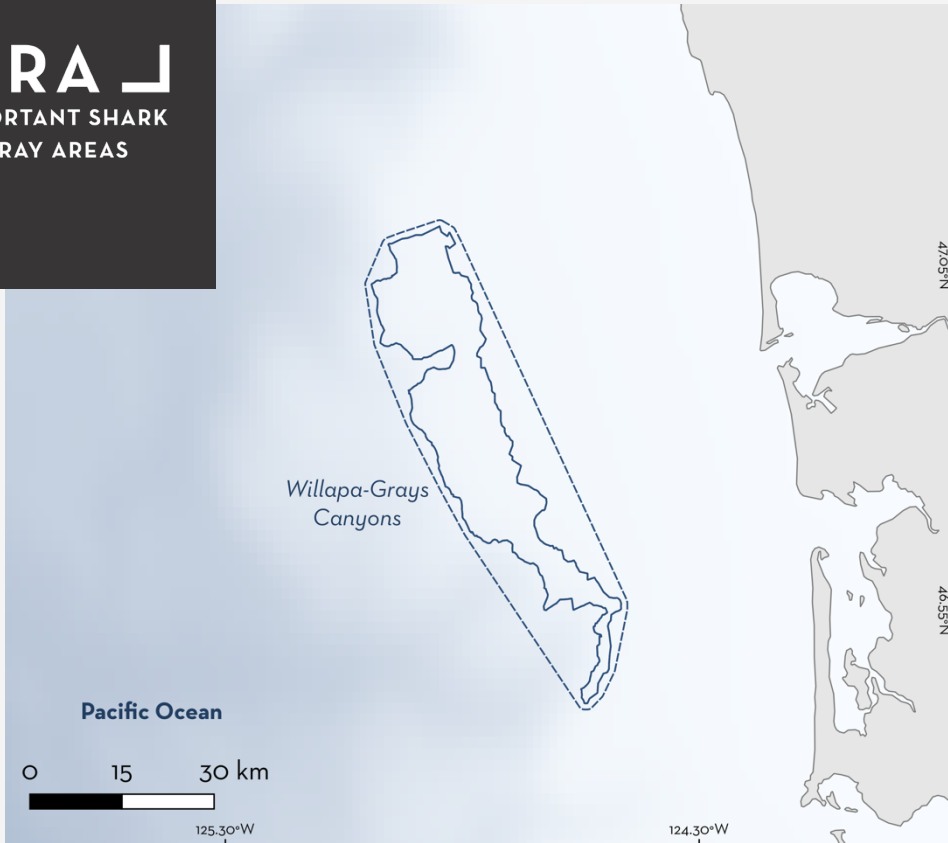 RA
ORTANT SHARK
RAY AREAS
47.05°N
Willapa-Grays
Canyons
46.55°N
Pacific Ocean
0 15 30 km
125.30°W 124.30°W